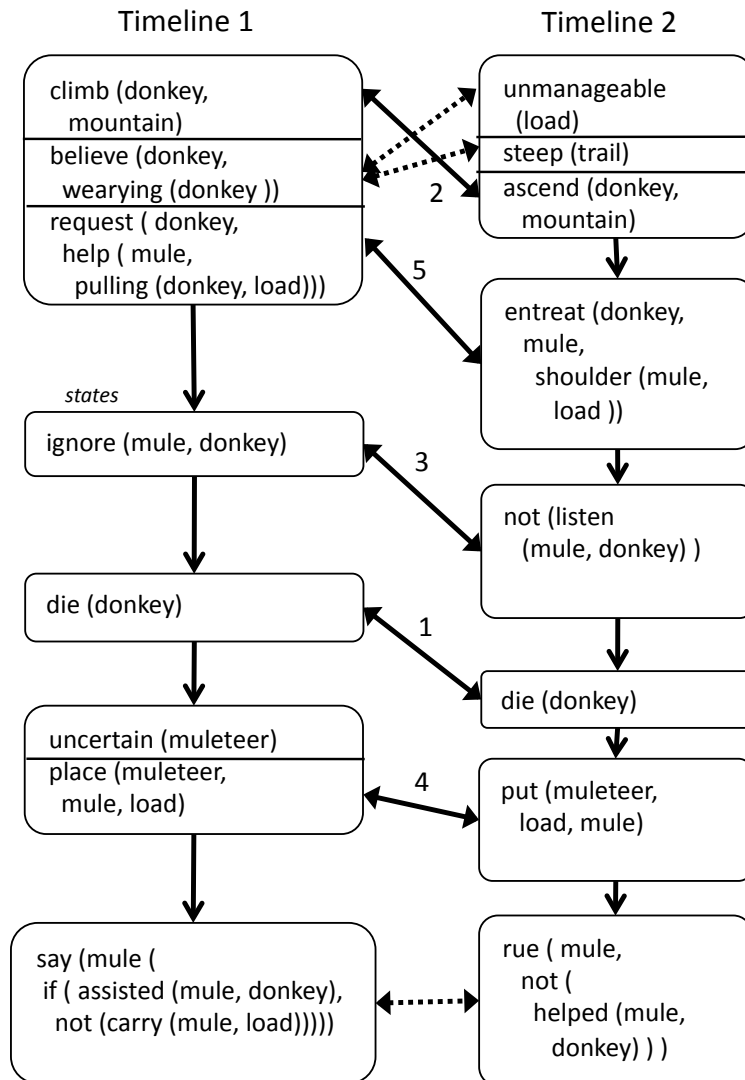 Timeline 1
climb (donkey,
mountain)
believe (donkey,
wearying (donkey ))
request ( donkey,
help ( mule,
pulling (donkey, load)))
states
ignore (mule, donkey)
die (donkey)
uncertain (muleteer)
place (muleteer,
mule, load)
say (mule (
if ( assisted (mule, donkey),
not (carry (mule, load)))))
2
5
3
1
4
Timeline 2
unmanageable
(load)
steep (trail)
ascend (donkey,
mountain)
entreat (donkey,
mule,
shoulder (mule,
load ))
not (listen
(mule, donkey) )
die (donkey)
put (muleteer,
load, mule)
rue ( mule,
not (
helped (mule,
donkey) ) )